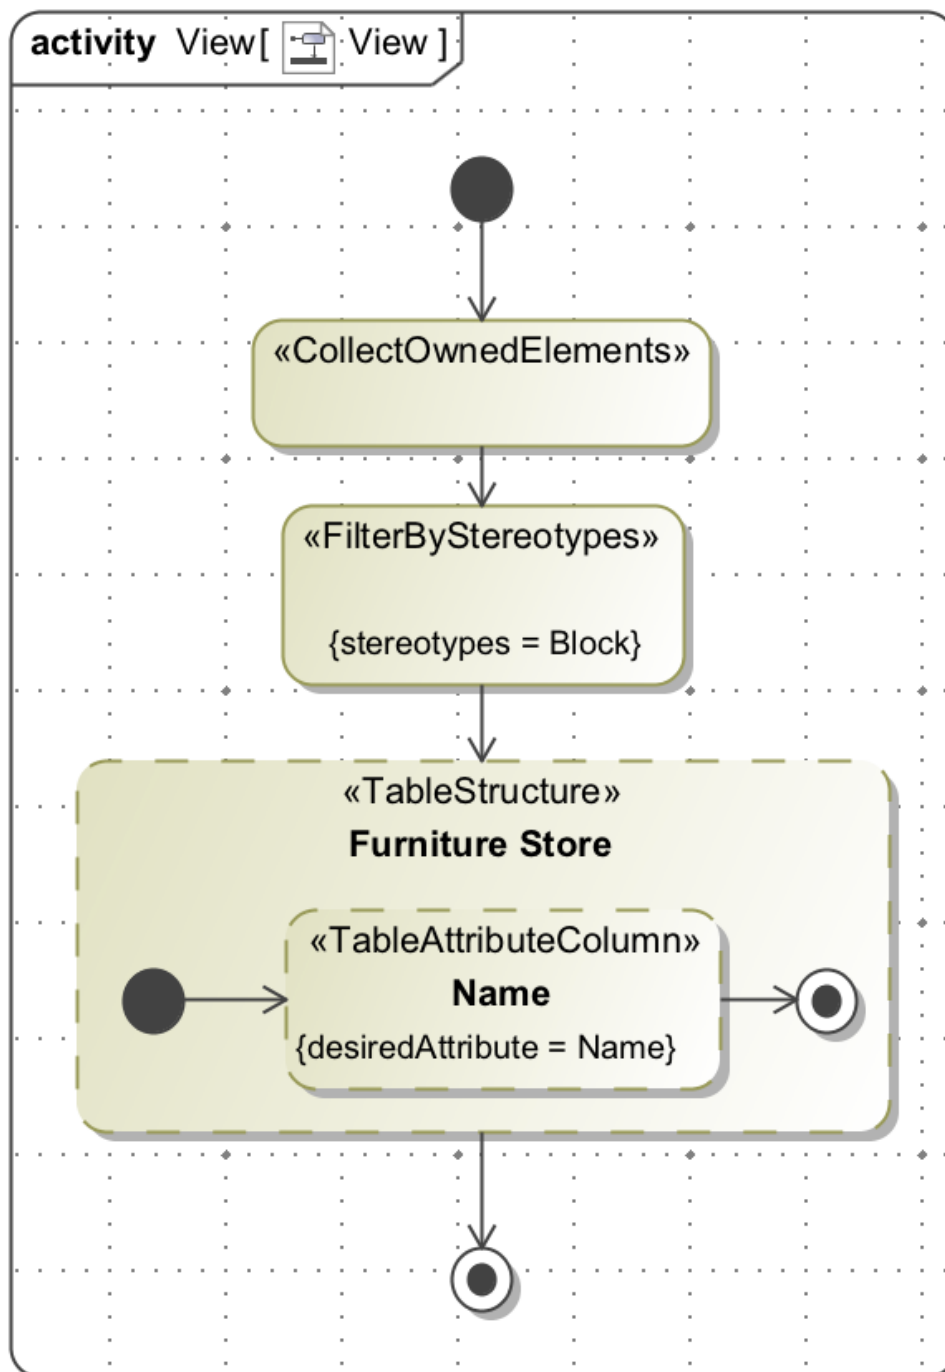 activity View[ View ]
«CollectOwnedElements»
«FilterByStereotypes»
{stereotypes = Block}
«TableStructure»
Furniture Store
«TableAttributeColumn»
Name
{desiredAttribute = Name}